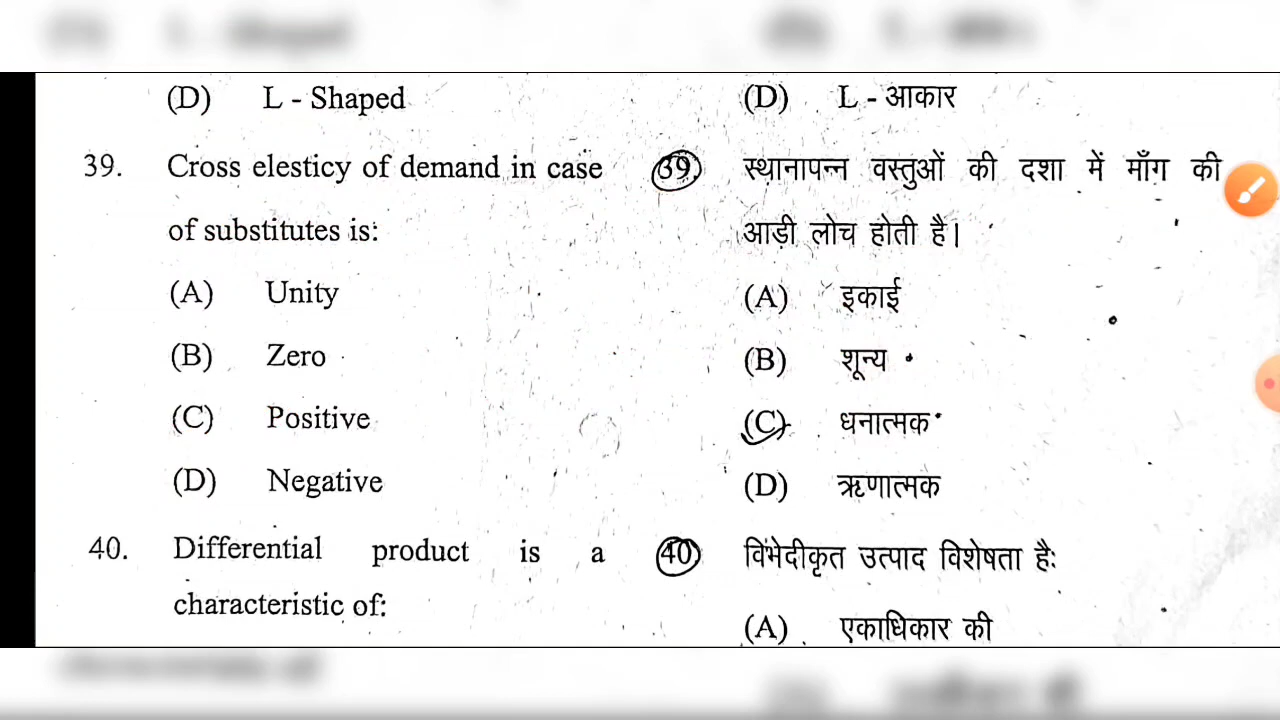 (D) L - Shaped
39. Cross elesticy of demand in case
of substitutes is:
(A) Unity
(B) Zero
(C) Positive
(D) Negative
40. Differential product is a
characteristic of:
(D) L - आकार
39. स्थानापन्न वस्तुओं की दशा में माँग की
आड़ी लोच होती है।
(A) इकाई
(B) शून्य
(C) धनात्मक
(D) ऋणात्मक
40 विभेदीकृत उत्पाद विशेषता है:
(A) एकाधिकार की